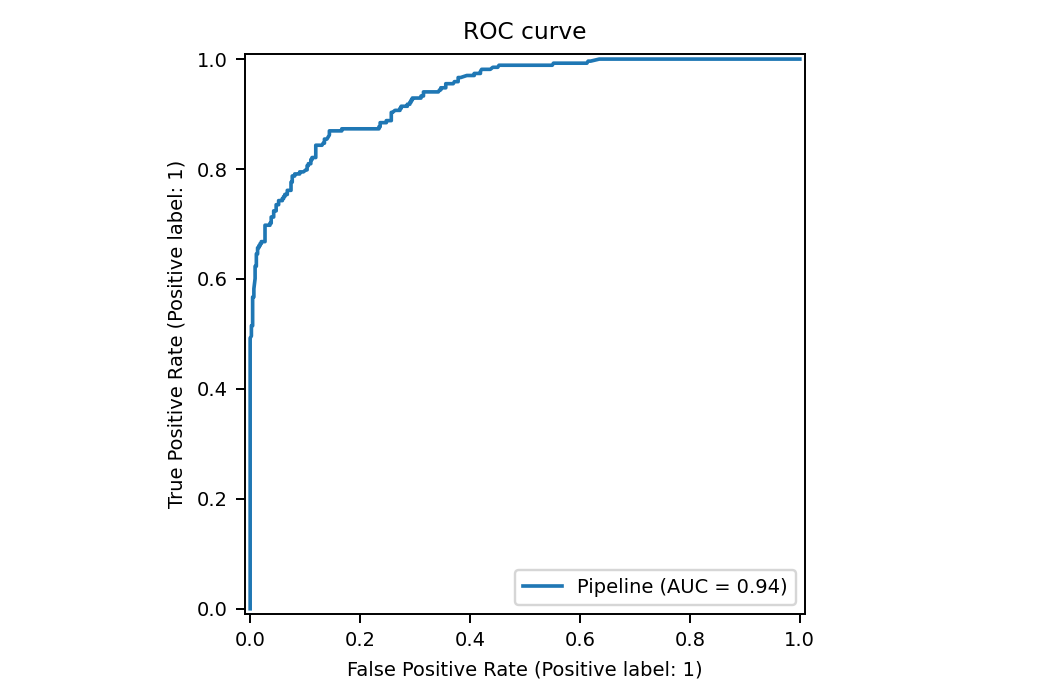 ROC curve
True Positive Rate (Positive label: 1)
1.0
0.8
0.6
0.4
0.2
0.0
Pipeline (AUC = 0.94)
0.0 0.2 0.4 0.6 0.8 1.0
False Positive Rate (Positive label: 1)